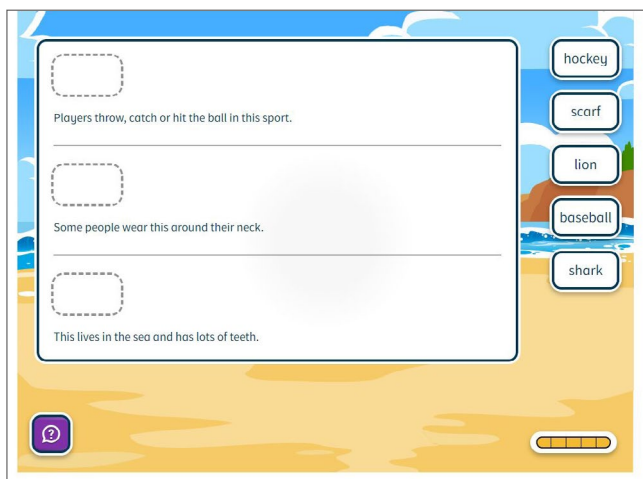 Players throw, catch or hit the ball in this sport.
Some people wear this around their neck.
This lives in the sea and has lots of teeth.
hockey
scarf
lion
baseball
shark
?